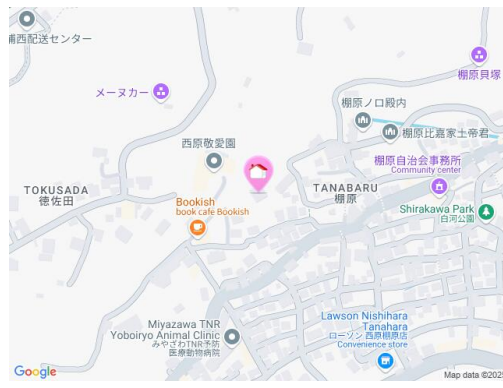 浦西配送センター
メーヌカー
棚原貝塚
棚原ノロ殿内
西原敬愛園
棚原比嘉家土帝君
棚原自治会事務所
Community center
TOKUSADA
徳佐田
TANABARU
棚原
Bookish
book cafe Bookish
Shirakawa Park
白河公園
Miyazawa TNR
Yoboiryo Animal Clinic
みやざわTNR予防
医療動物病院
Lawson Nishihara
Tanahara
ローソン 西原棚原店
Convenience store
Google
Map data ©202